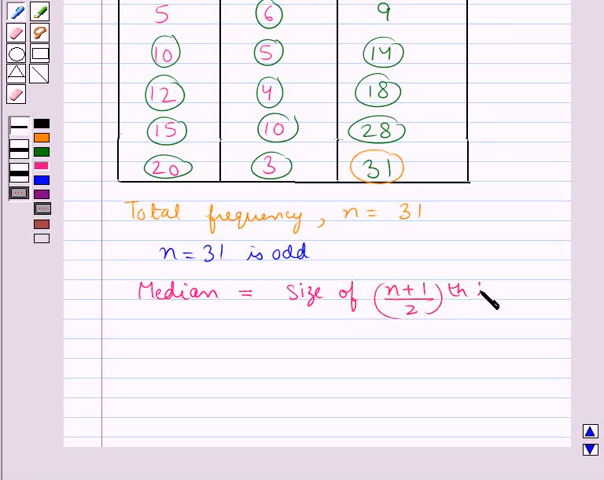 5 6 9
10 5 14
12 4 18
15 10 28
20 3 31
Total frequency, n = 31
n = 31 is odd
Median = Size of (n+1/2)th i